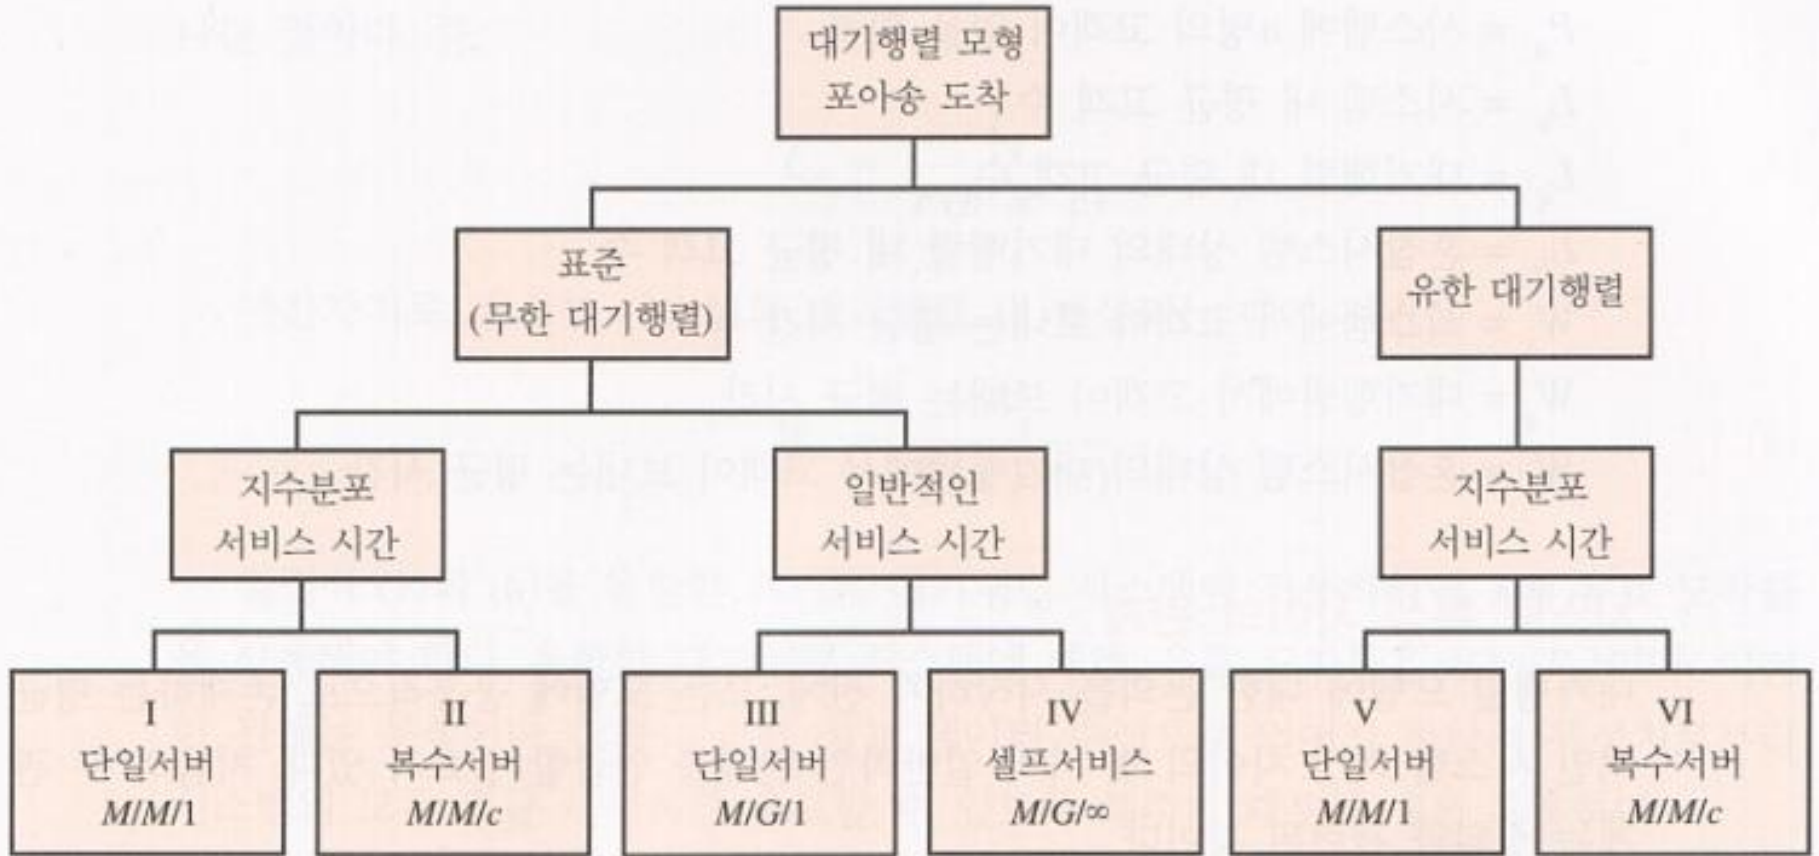 대기행렬 모형
포아송 도착
표준
(무한 대기행렬)
유한 대기행렬
지수분포
서비스 시간
일반적인
서비스 시간
지수분포
서비스 시간
I
단일서버
M/M/1
II
복수서버
M/M/c
III
단일서버
M/G/1
IV
셀프서비스
M/G/∞
V
단일서버
M/M/1
VI
복수서버
M/M/c